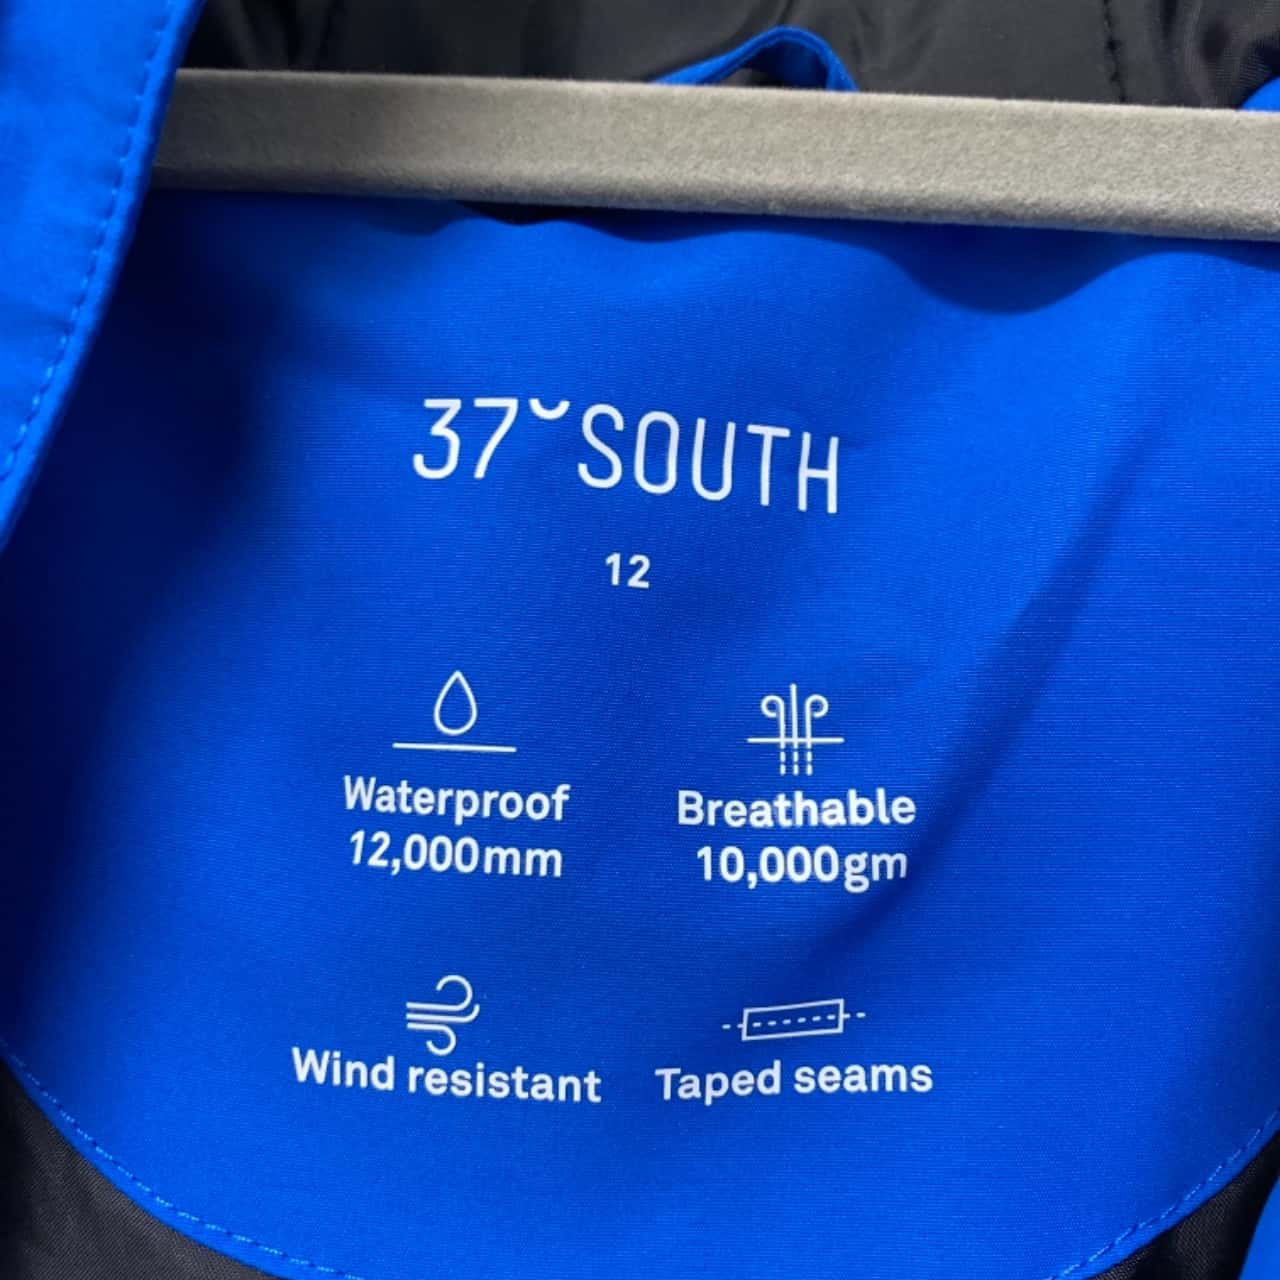 37˘SOUTH
12
Waterproof
12,000mm
Breathable
10,000gm
Wind resistant
Taped seams